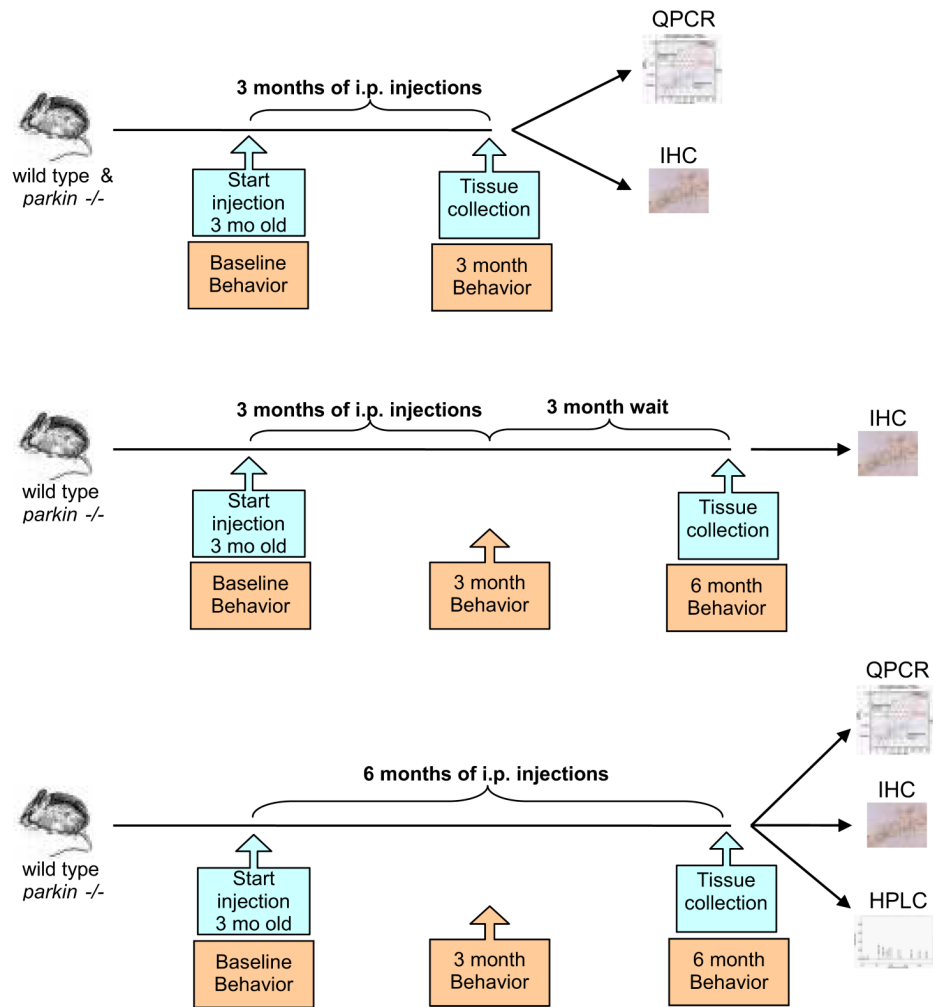 QPCR
3 months of i.p. injections
IHC
wild type &
parkin -/-
Start
injection
3 mo old
Tissue
collection
Baseline
Behavior
3 month
Behavior
3 months of i.p. injections
3 month wait
IHC
wild type
parkin -/-
Start
injection
3 mo old
Tissue
collection
Baseline
Behavior
3 month
Behavior
6 month
Behavior
QPCR
6 months of i.p. injections
IHC
wild type
parkin -/-
Start
injection
3 mo old
Tissue
collection
HPLC
Baseline
Behavior
3 month
Behavior
6 month
Behavior